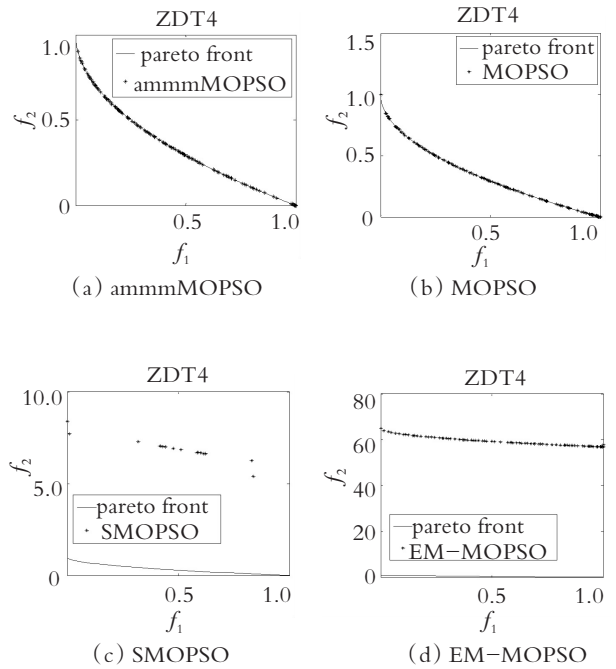 ZDT4
1.0
0.5
0
f2
pareto front
ammmMOPSO
0.5
1.0
f1
(a) ammmMOPSO
ZDT4
1.5
1.0
0.5
0
f2
pareto front
MOPSO
0.5
1.0
f1
(b) MOPSO
ZDT4
10.0
5.0
0
f2
pareto front
SMOPSO
0.5
1.0
f1
(c) SMOPSO
ZDT4
80
60
40
20
0
f2
pareto front
EM−MOPSO
0.5
1.0
f1
(d) EM−MOPSO